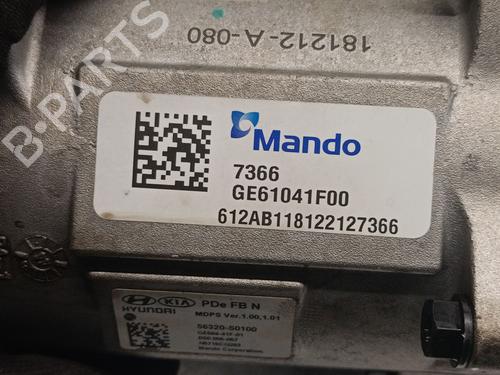 181212-A-080
B-PARTS
Mando
7366
GE61041F00
612AB118122127366
HYUNDAI KIA PDe FB N
MDPS Ver.1.00,1.01
56320-S0100
Mando Corporation